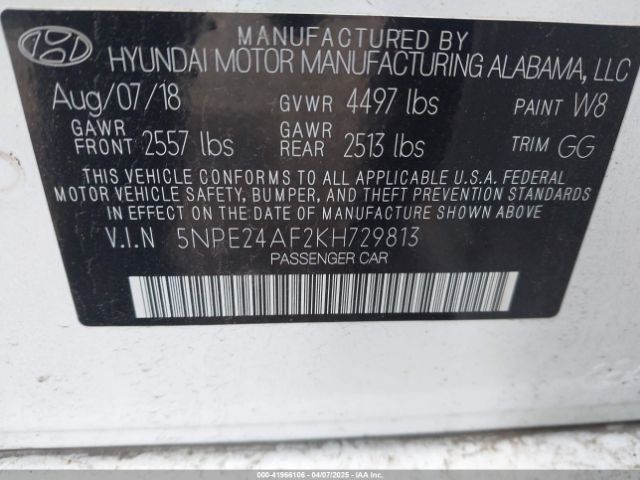 MANUFACTURED BY
HYUNDAI MOTOR MANUFACTURING ALABAMA, LLC
Aug/07/18 GVWR 4497 lbs PAINT W8
GAWR FRONT 2557 lbs GAWR REAR 2513 lbs TRIM GG
THIS VEHICLE CONFORMS TO ALL APPLICABLE U.S.A. FEDERAL
MOTOR VEHICLE SAFETY, BUMPER, AND THEFT PREVENTION STANDARDS
IN EFFECT ON THE DATE OF MANUFACTURE SHOWN ABOVE.
V.I.N 5NPE24AF2KH729813
PASSENGER CAR
000-41966106 04/07/2025 - IAAI.COM